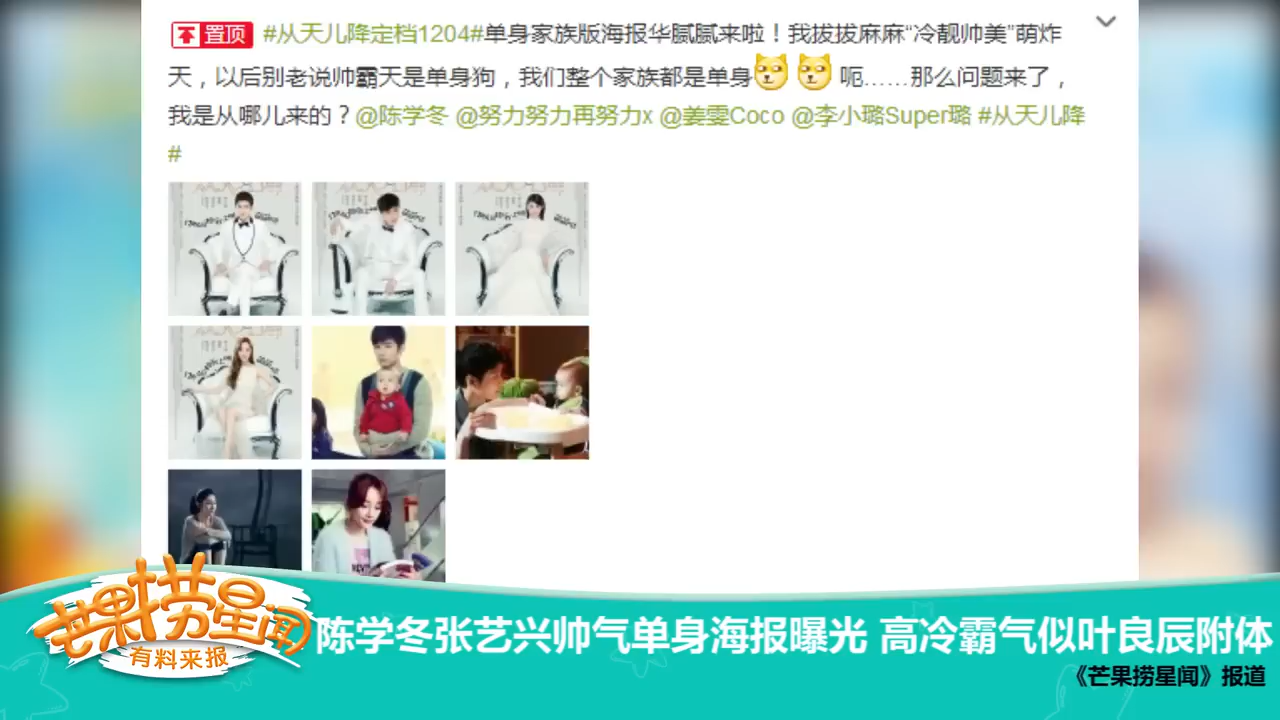 置顶 #从天儿降定档1204#单身家族版海报华腻腻来啦！我拔拔麻麻“冷靓帅美”萌炸
天，以后别老说帅霸天是单身狗，我们整个家族都是单身 呃……那么问题来了，
我是从哪儿来的？@陈学冬 @努力努力再努力x @姜雯Coco @李小璐Super璐 #从天儿降
#
芒果捞星闻
有料来报
陈学冬张艺兴帅气单身海报曝光 高冷霸气似叶良辰附体
《芒果捞星闻》报道